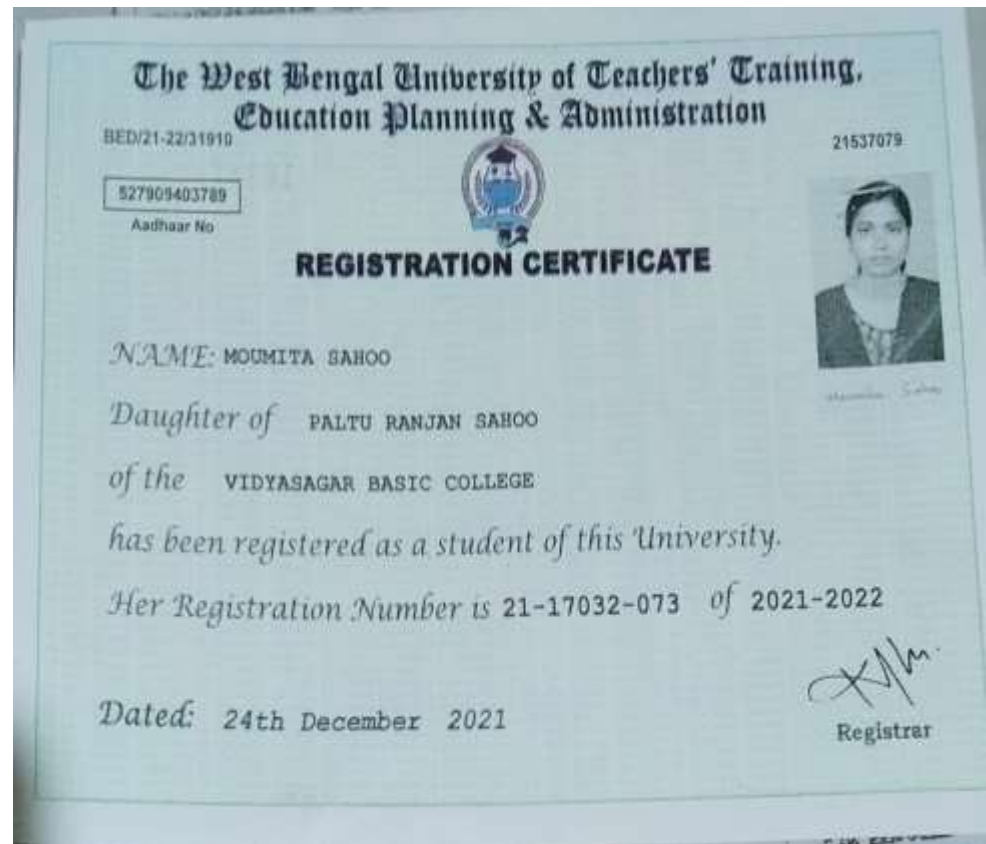 The West Bengal University of Teachers' Training,
Education Planning & Administration
BED/21-22/31910
21537079
527909403789
Aadhaar No
REGISTRATION CERTIFICATE
NAME: MOUMITA SAHOO
Daughter of PALTU RANJAN SAHOO
of the VIDYASAGAR BASIC COLLEGE
has been registered as a student of this University.
Her Registration Number is 21-17032-073 of 2021-2022
Dated: 24th December 2021
Registrar